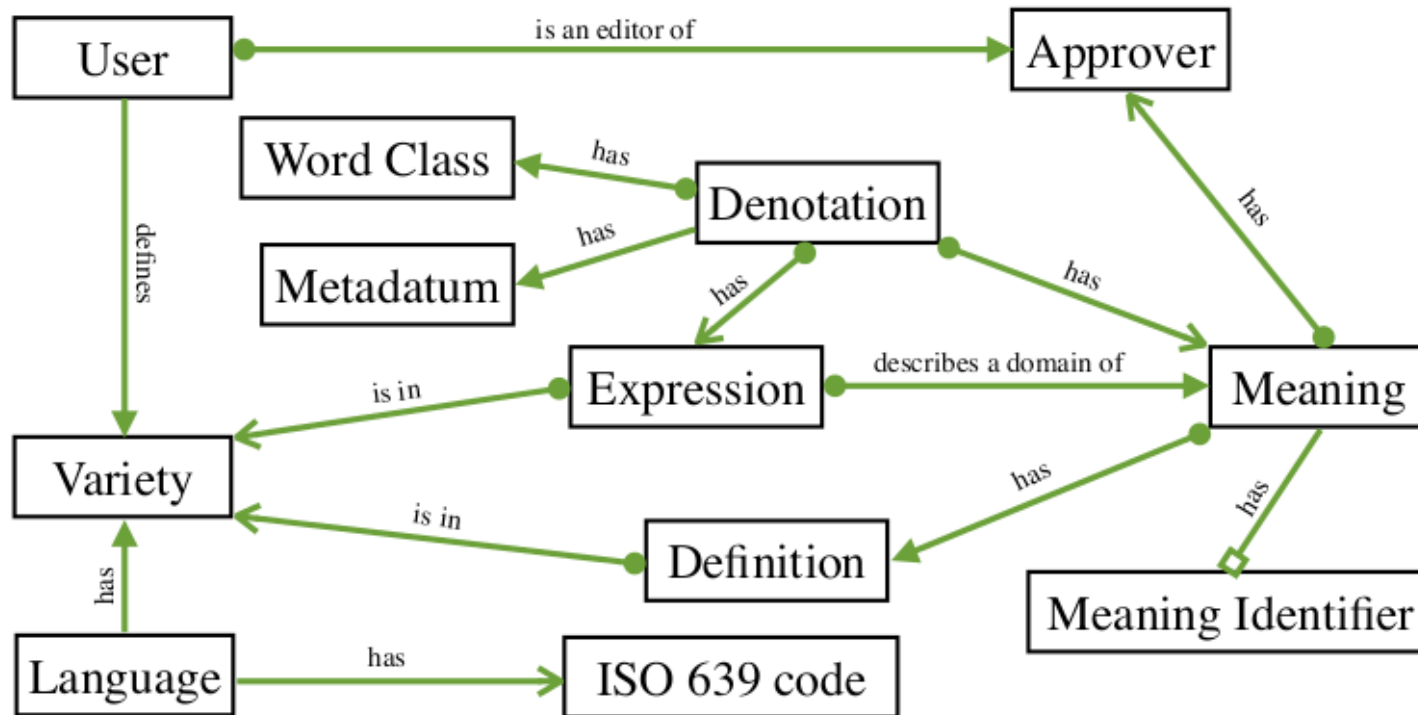 User
is an editor of
Approver
Word Class
has
Denotation
has
defines
Metadatum
has
has
has
Expression
describes a domain of
Meaning
is in
Variety
is in
has
has
Definition
has
Meaning Identifier
Language
has
ISO 639 code